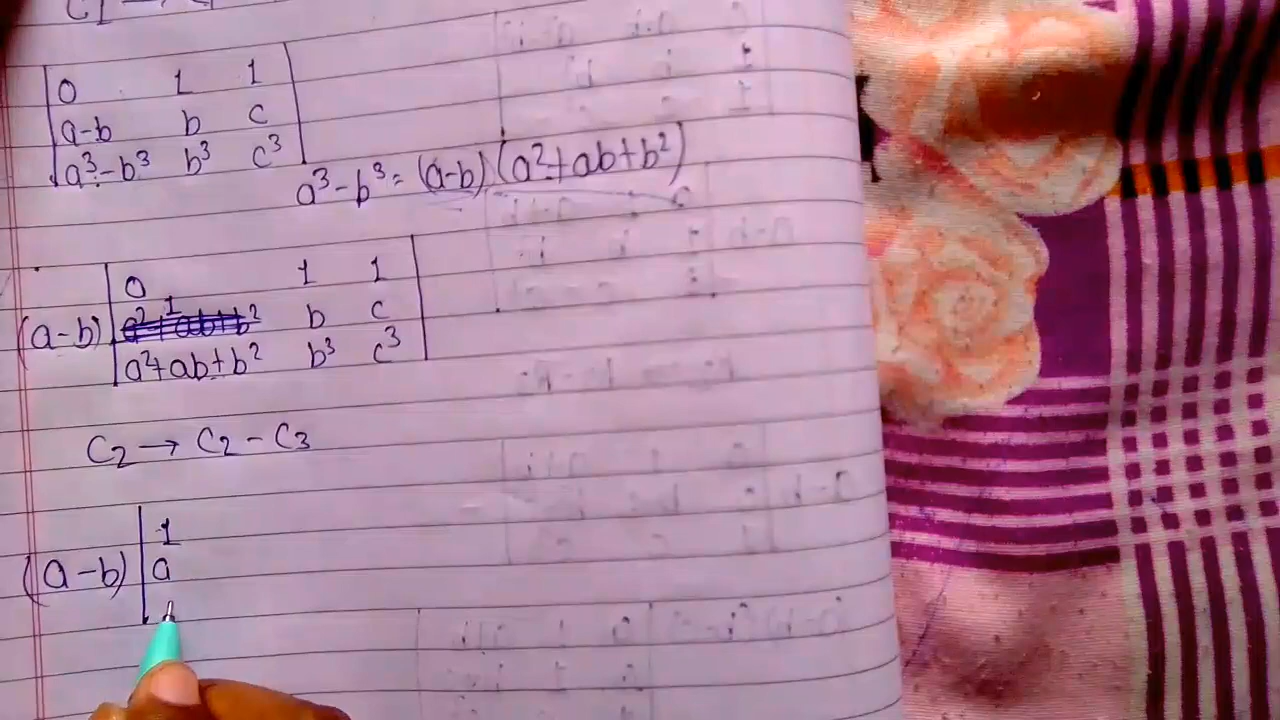 0 1 1
a-b b c
a³-b³ b³ c³
a³-b³ = (a-b) (a²+ab+b²)
0 1 1
(a-b) 1 b c
a²+ab+b² b³ c³
C₂ → C₂ - C₃
1
(a-b) a